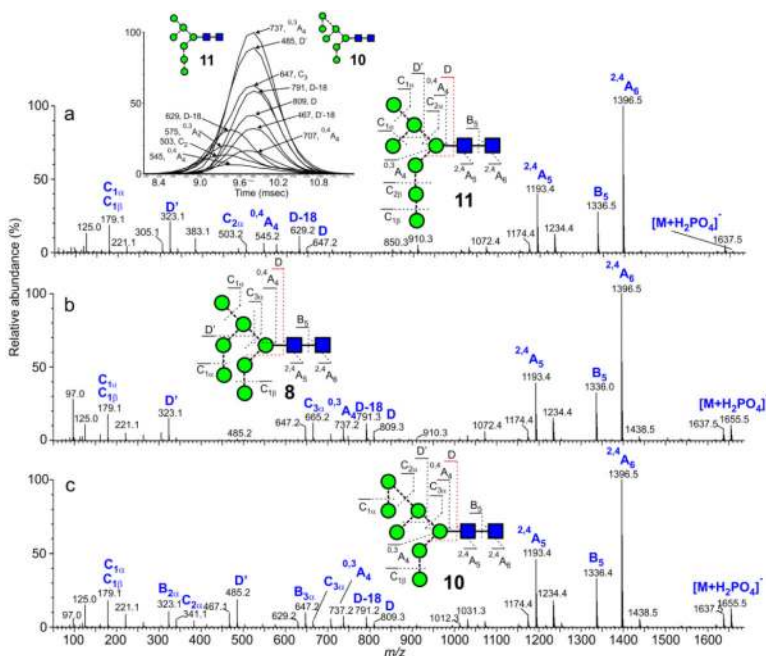 11
10
100
50
0
737, 0,3A4
485, D'
647, C3
791, D-18
809, D
467, D'-18
707, 0,4A4
629, D-18
575, 0,3A4
503, C2
545, 0,4A4
8.4 9.0 9.6 10.2 10.8
Time (msec)
a
100
50
0
C1α
C1β
125.0
179.1
221.1
305.1
D'
323.1
383.1
C2α
503.2
0,4A4
545.2
D-18
629.2
D
647.2
850.3
910.3
1072.4
1174.4
2,4A5
1193.4
1234.4
B5
1336.5
2,4A6
1396.5
[M+H2PO4]-
1637.5
C1α
D'
0,4A4
C2α
D
C1α
0,3A4
C2β
C1β
B5
2,4A5
2,4A6
11
Relative abundance (%)
b
100
50
0
97.0
125.0
C1α
C1β
179.1
221.1
D'
323.1
485.2
647.2
C3α
665.2
0,3A4
737.2
D-18
791.3
D
809.3
910.3
1072.4
1174.4
2,4A5
1193.4
1234.4
B5
1336.0
2,4A6
1396.5
1438.5
[M+H2PO4]-
1637.5
1655.5
C1α
C3α
0,4A4
D
D'
C1α
C1β
B5
2,4A5
2,4A6
8
c
100
50
0
97.0
125.0
C1α
C1β
179.1
221.1
B2α
323.1
C2α
341.1
467.1
D'
485.2
629.2
B3α
647.2
C3α
0,3A4
737.2
D-18
791.2
D
809.3
1012.3
1031.3
1174.4
2,4A5
1193.4
1234.4
B5
1336.4
2,4A6
1396.5
1438.5
[M+H2PO4]-
1637.5
1655.5
D'
C2α
0,4A4
C3α
D
C1α
0,3A4
C1β
B5
2,4A5
2,4A6
10
100 200 300 400 500 600 700 800 900 1000 1100 1200 1300 1400 1500 1600
m/z